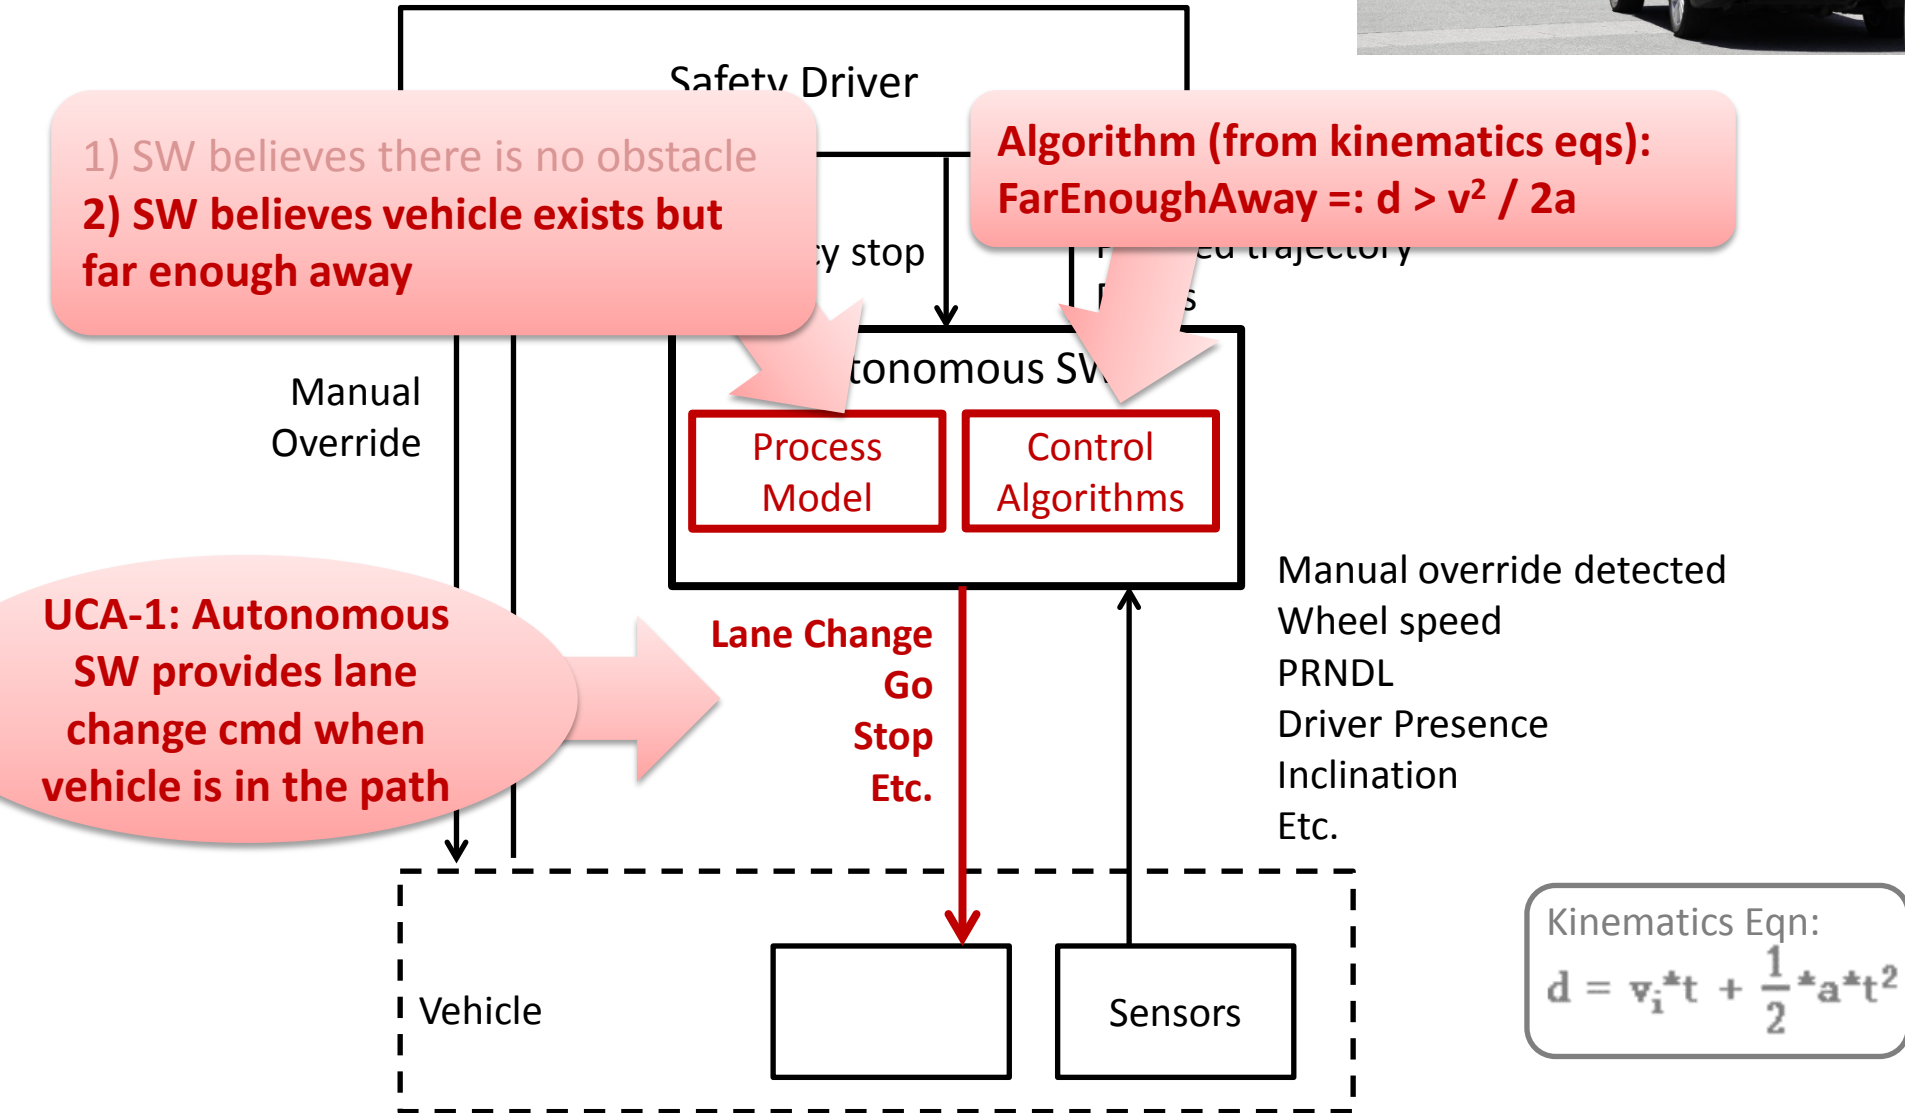 Safety Driver
1) SW believes there is no obstacle
2) SW believes vehicle exists but
far enough away
Algorithm (from kinematics eqs):
FarEnoughAway =: d > v² / 2a
stop
trajectory
Manual
Override
Process
Model
Control
Algorithms
UCA-1: Autonomous
SW provides lane
change cmd when
vehicle is in the path
Lane Change
Go
Stop
Etc.
Manual override detected
Wheel speed
PRNDL
Driver Presence
Inclination
Etc.
Vehicle
Sensors
Kinematics Eqn:
d = vᵢ*t + 1/2 *a*t²